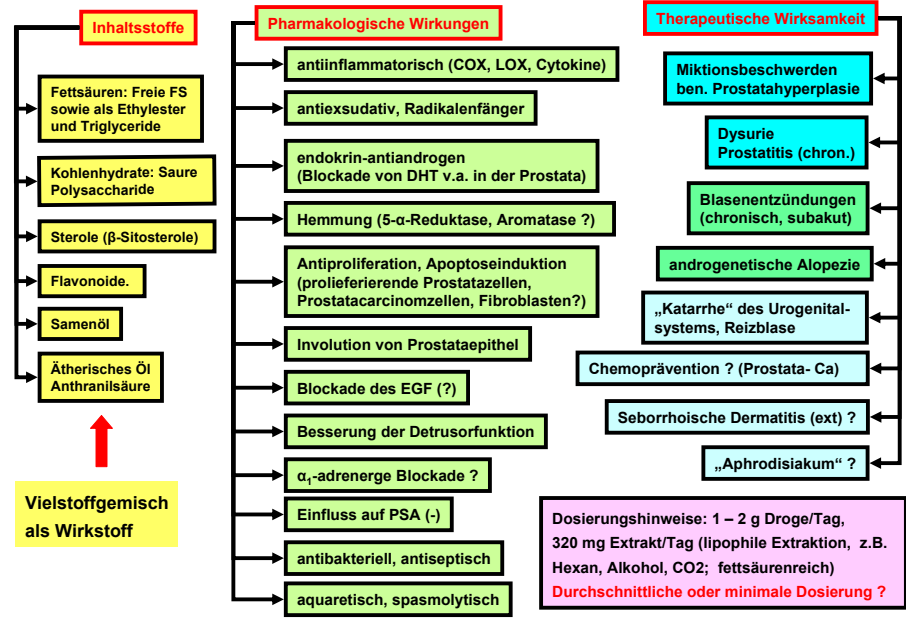 Inhaltsstoffe
Fettsäuren: Freie FS
sowie als Ethylester
und Triglyceride
Kohlenhydrate: Saure
Polysaccharide
Sterole (β-Sitosterole)
Flavonoide.
Samenöl
Ätherisches Öl
Anthranilsäure
Vielstoffgemisch
als Wirkstoff
Pharmakologische Wirkungen
antiinflammatorisch (COX, LOX, Cytokine)
antiexsudativ, Radikalenfänger
endokrin-antiandrogen
(Blockade von DHT v.a. in der Prostata)
Hemmung (5-α-Reduktase, Aromatase ?)
Antiproliferation, Apoptoseinduktion
(prolieferierende Prostatazellen,
Prostatacarcinomzellen, Fibroblasten?)
Involution von Prostataepithel
Blockade des EGF (?)
Besserung der Detrusorfunktion
α1-adrenerge Blockade ?
Einfluss auf PSA (-)
antibakteriell, antiseptisch
aquaretisch, spasmolytisch
Therapeutische Wirksamkeit
Miktionsbeschwerden
ben. Prostatahyperplasie
Dysurie
Prostatitis (chron.)
Blasenentzündungen
(chronisch, subakut)
androgenetische Alopezie
„Katarrhe“ des Urogenital-
systems, Reizblase
Chemoprävention ? (Prostata- Ca)
Seborrhoische Dermatitis (ext) ?
„Aphrodisiakum“ ?
Dosierungshinweise: 1 – 2 g Droge/Tag,
320 mg Extrakt/Tag (lipophile Extraktion, z.B.
Hexan, Alkohol, CO2; fettsäurenreich)
Durchschnittliche oder minimale Dosierung ?